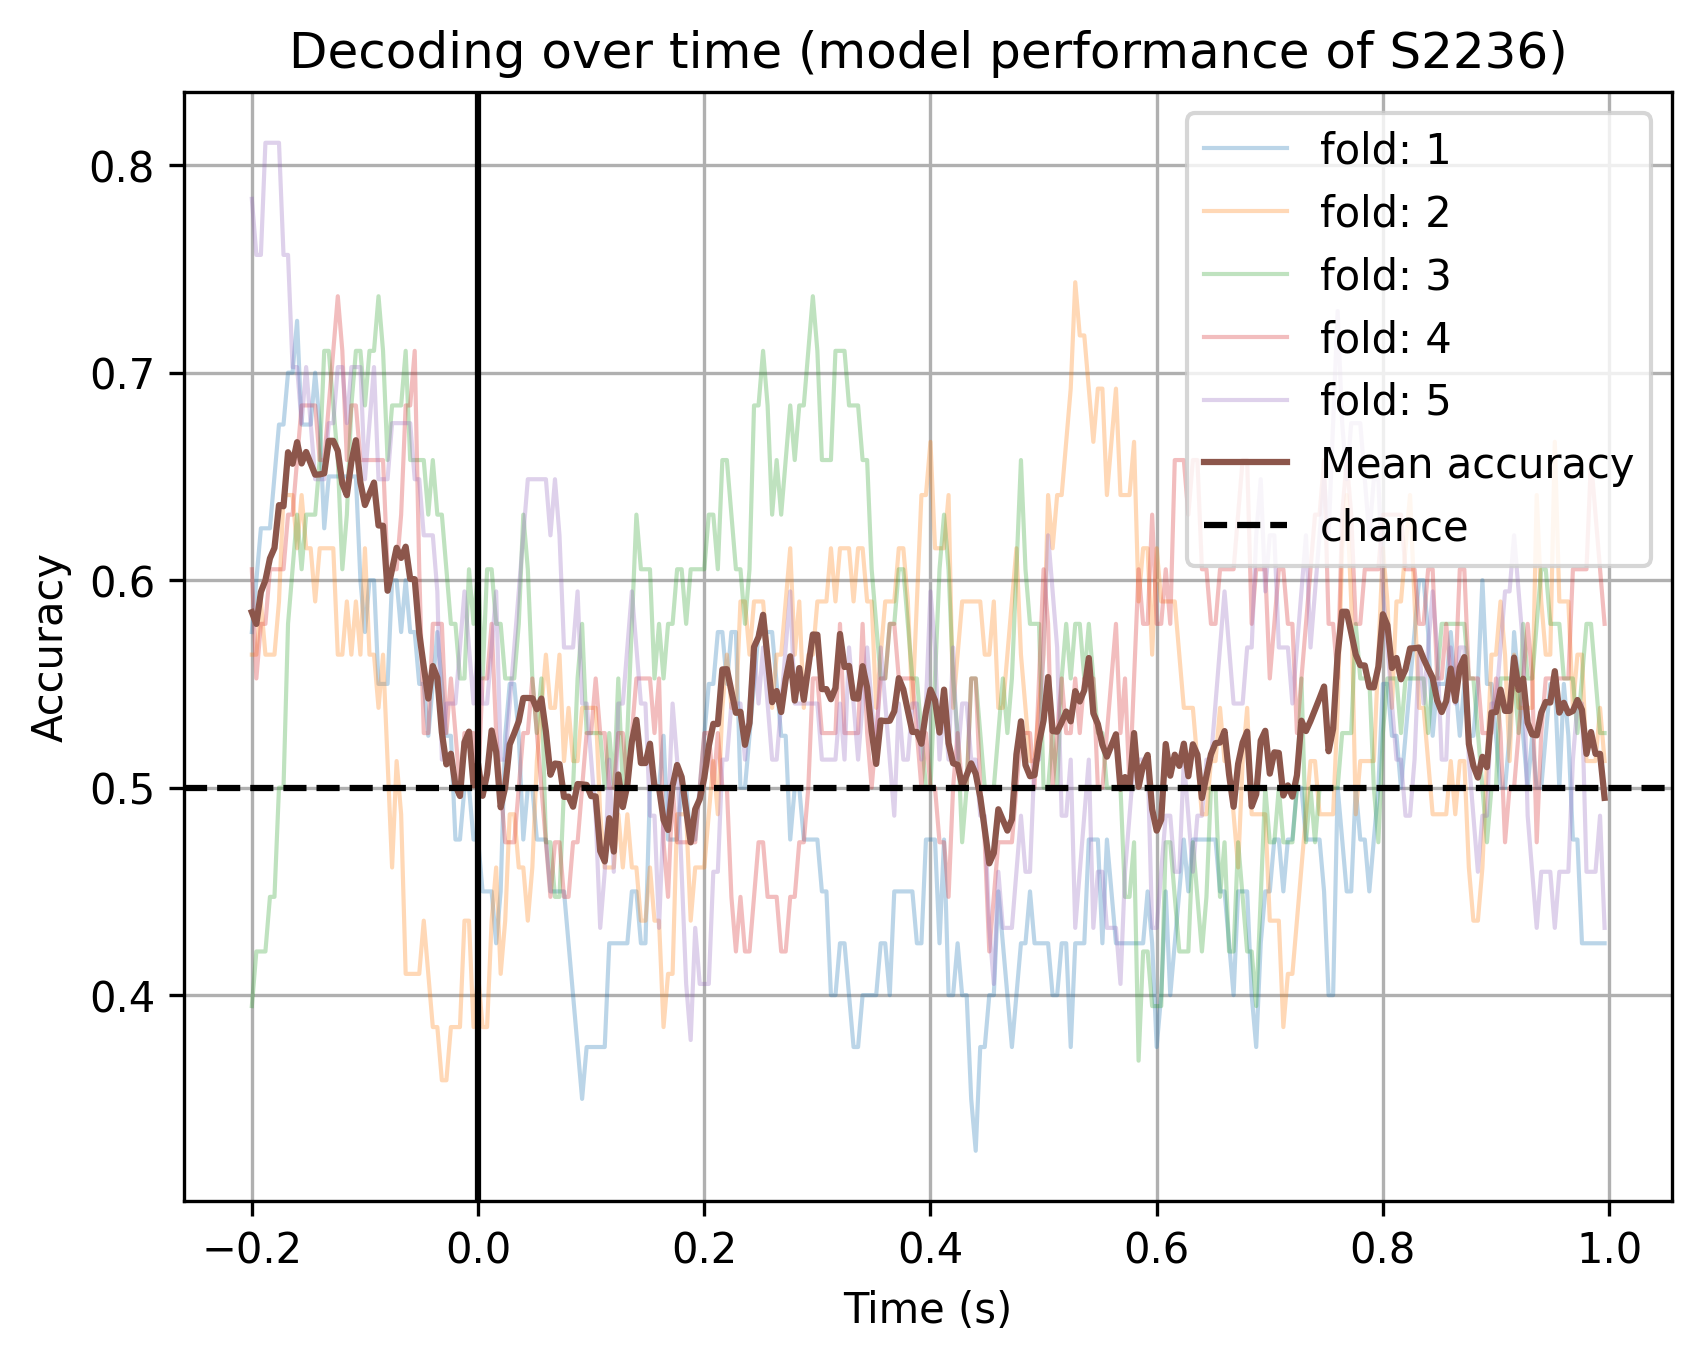 Decoding over time (model performance of S2236)
fold: 1
fold: 2
fold: 3
fold: 4
fold: 5
Mean accuracy
chance
Accuracy
0.8
0.7
0.6
0.5
0.4
−0.2 0.0 0.2 0.4 0.6 0.8 1.0
Time (s)